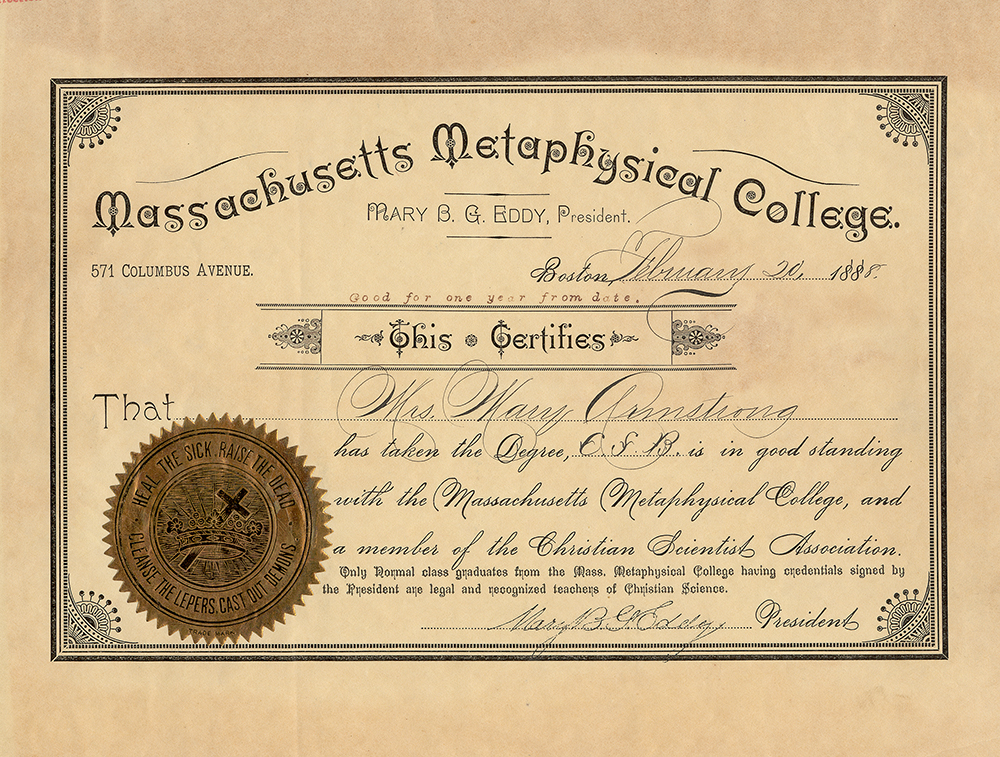 Massachusetts Metaphysical College.
MARY B. G. EDDY, President.
571 COLUMBUS AVENUE.
Boston, February 20, 1888.
Good for one year from date.
This Certifies
That Mrs. Mary Armstrong
has taken the Degree, C. S. B. is in good standing
with the Massachusetts Metaphysical College, and
a member of the Christian Scientist Association.
Only Normal class graduates from the Mass. Metaphysical College having credentials signed by
the President are legal and recognized teachers of Christian Science.
Mary B. G. Eddy, President
HEAL THE SICK, RAISE THE DEAD
CLEANSE THE LEPERS, CAST OUT DEMONS
TRADE MARK